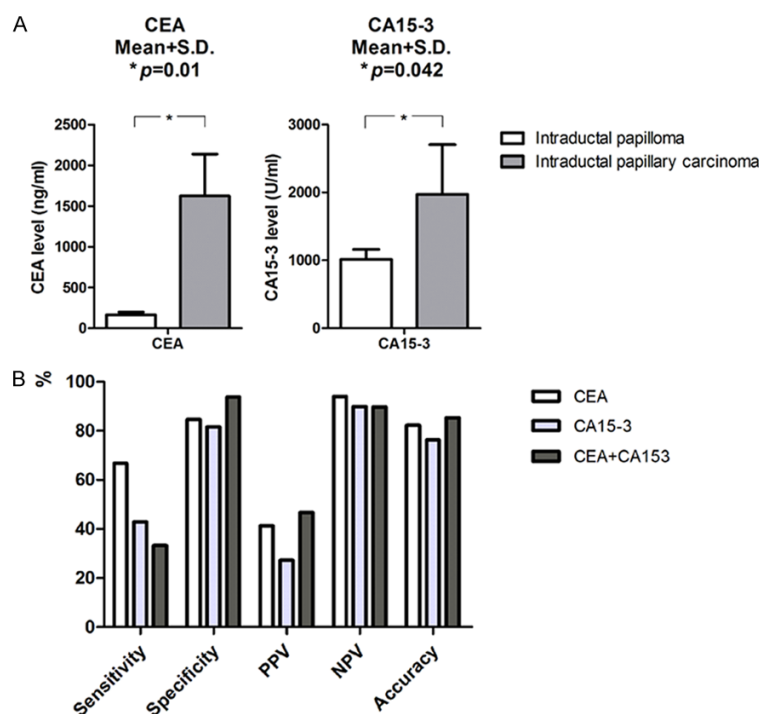 A
CEA
Mean+S.D.
* p=0.01
CA15-3
Mean+S.D.
* p=0.042
CEA level (ng/ml)
2500
2000
1500
1000
500
0
*
CEA
CA15-3 level (U/ml)
3000
2000
1000
0
*
CA15-3
Intraductal papilloma
Intraductal papillary carcinoma
B
%
100
80
60
40
20
0
Sensitivity
Specificity
PPV
NPV
Accuracy
CEA
CA15-3
CEA+CA153